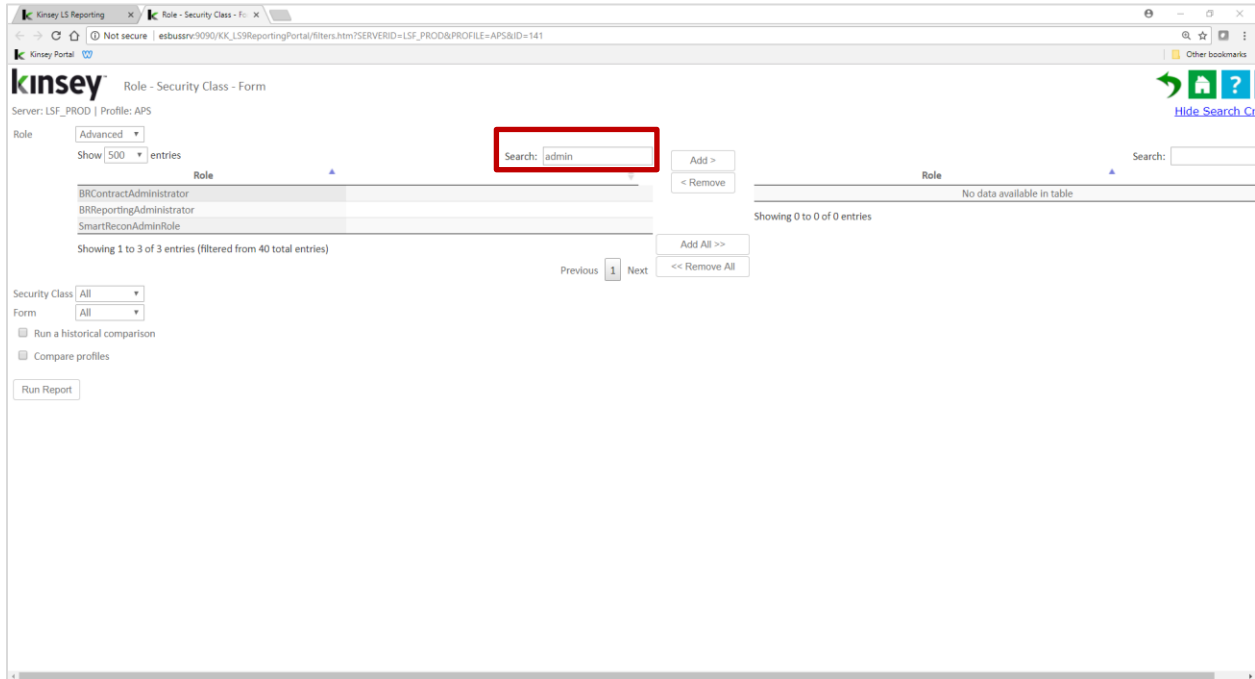 Kinsey LS Reporting × Role - Security Class - Fo ×
Not secure | esbussrv:9090/KK_LS9ReportingPortal/filters.htm?SERVERID=LSF_PROD&PROFILE=APS&ID=141
Kinsey Portal Other bookmarks
kinsey Role - Security Class - Form
?
Server: LSF_PROD | Profile: APS Hide Search Cr
Role Advanced
Show 500 entries Search: admin Add > Search:
Role < Remove Role
BRContractAdministrator No data available in table
BRReportingAdministrator
SmartReconAdminRole Showing 0 to 0 of 0 entries
Showing 1 to 3 of 3 entries (filtered from 40 total entries) Add All >>
Previous 1 Next << Remove All
Security Class All
Form All
Run a historical comparison
Compare profiles
Run Report